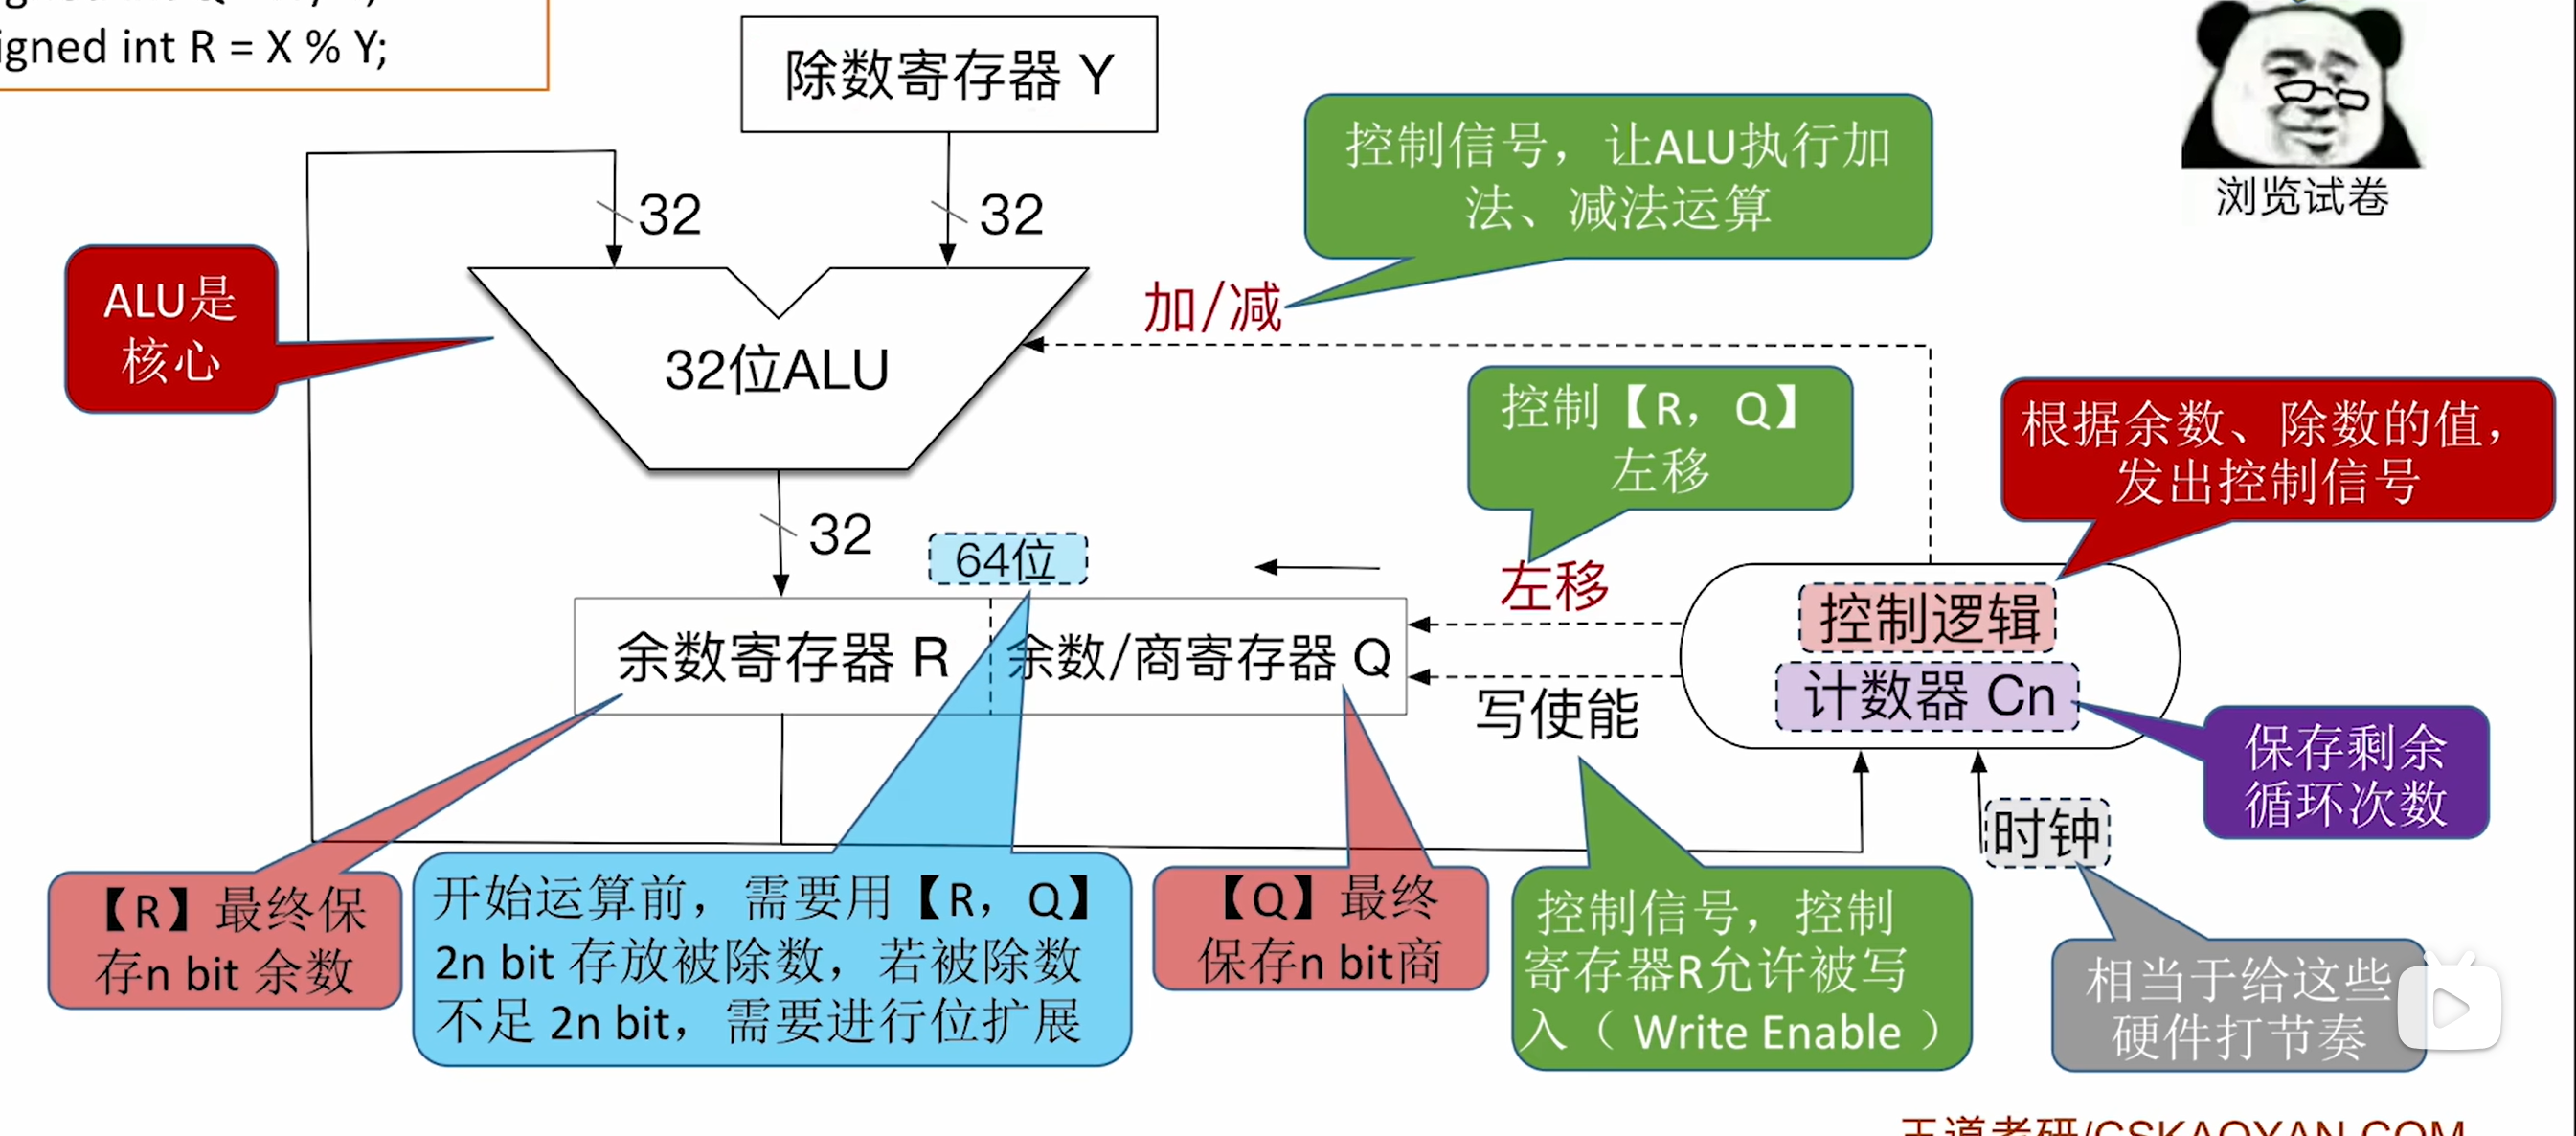 igned int R = X % Y;
除数寄存器 Y
控制信号，让ALU执行加
法、减法运算
浏览试卷
32
32
ALU是
核心
加/减
32位ALU
控制【R，Q】
左移
根据余数、除数的值，
发出控制信号
32
64位
左移
余数寄存器 R
余数/商寄存器 Q
控制逻辑
计数器 Cn
写使能
保存剩余
循环次数
时钟
【R】最终保
存n bit 余数
开始运算前，需要用【R，Q】
2n bit 存放被除数，若被除数
不足 2n bit，需要进行位扩展
【Q】最终
保存n bit商
控制信号，控制
寄存器R允许被写
入（ Write Enable ）
相当于给这些
硬件打节奏
王道考研/CSKAOYAN.COM